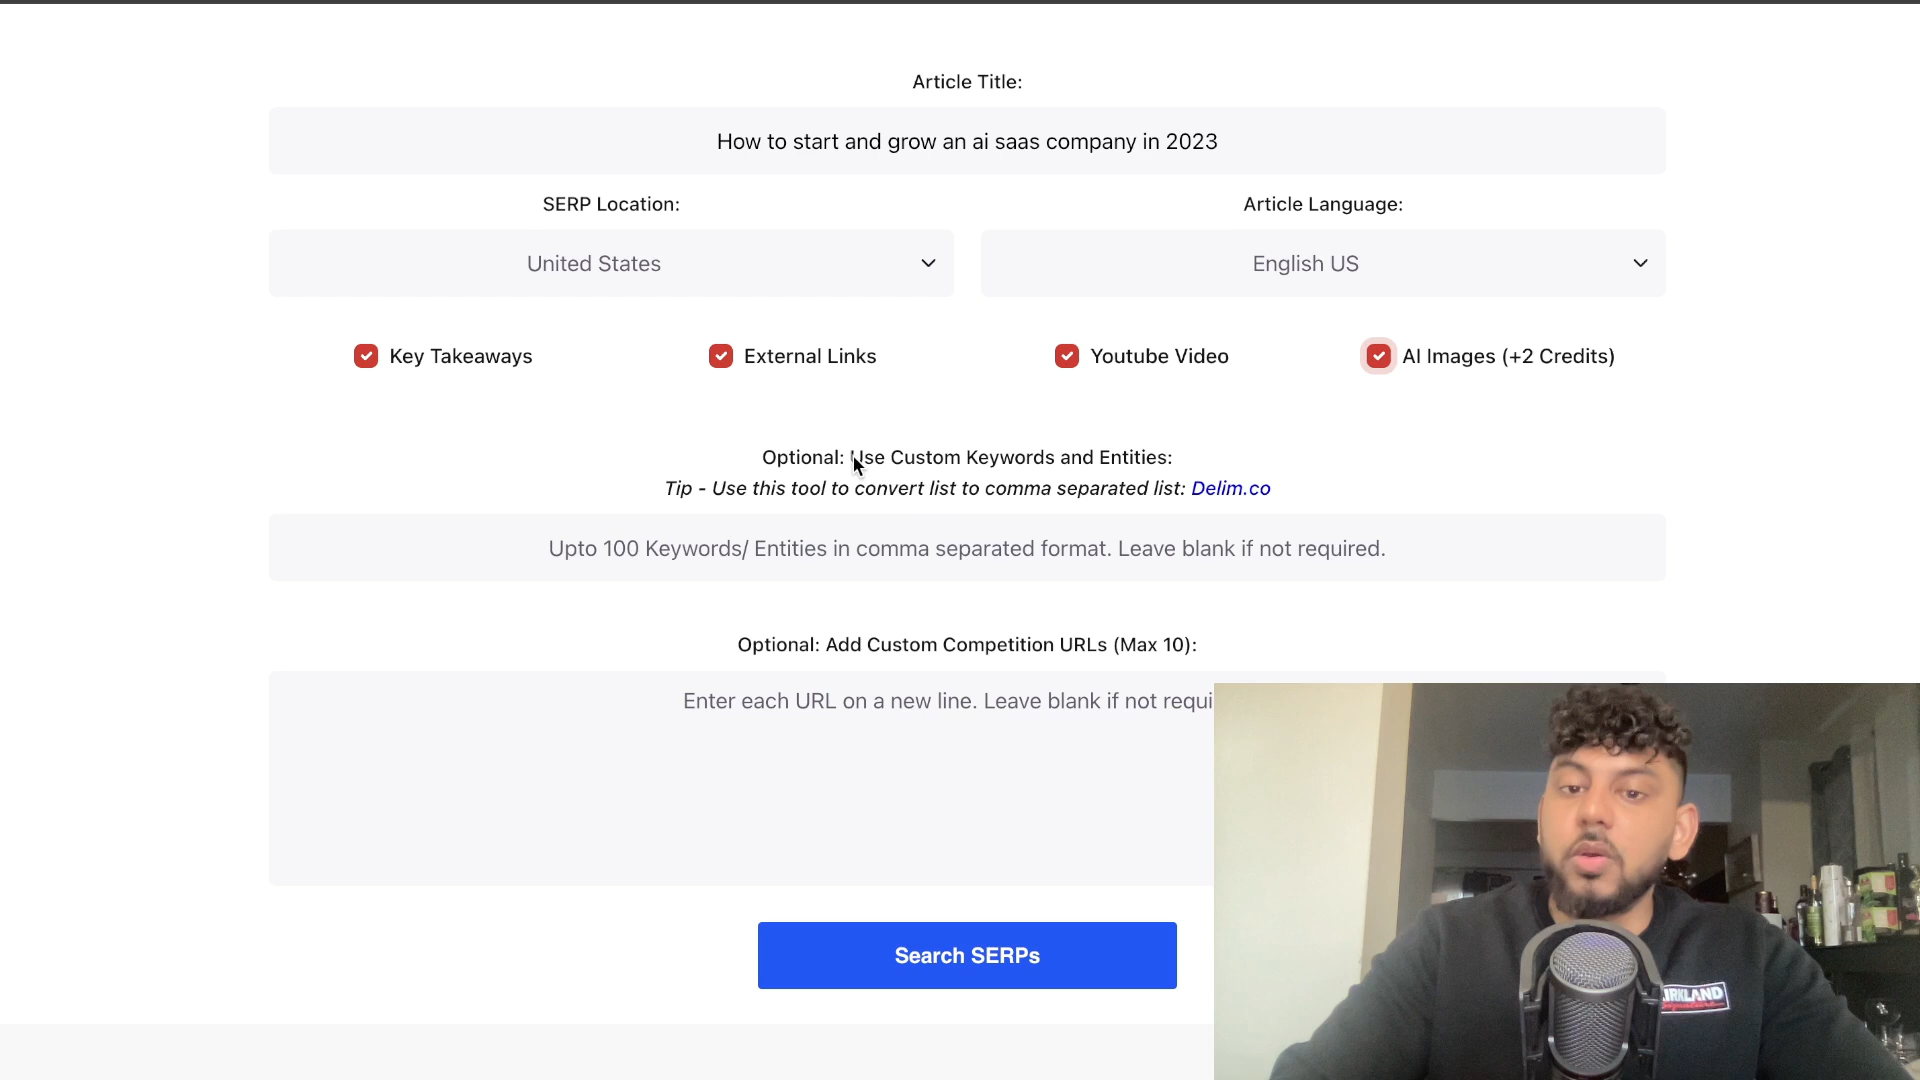 Article Title:
How to start and grow an ai saas company in 2023
SERP Location:
Article Language:
United States
English US
Key Takeaways
External Links
Youtube Video
AI Images (+2 Credits)
Optional: Use Custom Keywords and Entities:
Tip - Use this tool to convert list to comma separated list: Delim.co
Upto 100 Keywords/ Entities in comma separated format. Leave blank if not required.
Optional: Add Custom Competition URLs (Max 10):
Enter each URL on a new line. Leave blank if not requi
Search SERPs
KIRKLAND
Signature